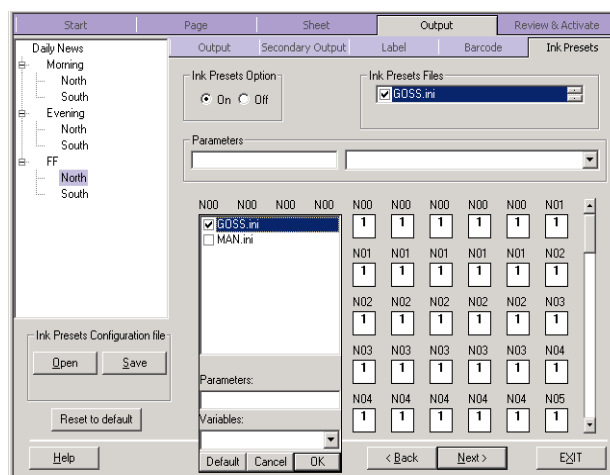 Start Page Sheet Output Review & Activate
Output Secondary Output Label Barcode Ink Presets
Daily News
Morning
North
South
Evening
North
South
FF
North
South
Ink Presets Option
On Off
Ink Presets Files
GOSS.ini
Parameters
N00 N00 N00 N00 N00 N00 N00 N00 N00 N01
1 1 1 1 1 1
GOSS.ini
MAN.ini
N01 N01 N01 N01 N01 N02
1 1 1 1 1 1
N02 N02 N02 N02 N02 N03
1 1 1 1 1 1
N03 N03 N03 N03 N03 N04
1 1 1 1 1 1
N04 N04 N04 N04 N04 N05
1 1 1 1 1 1
Parameters:
Variables:
Default Cancel OK
Ink Presets Configuration file
Open Save
Reset to default
Help < Back Next > EXIT